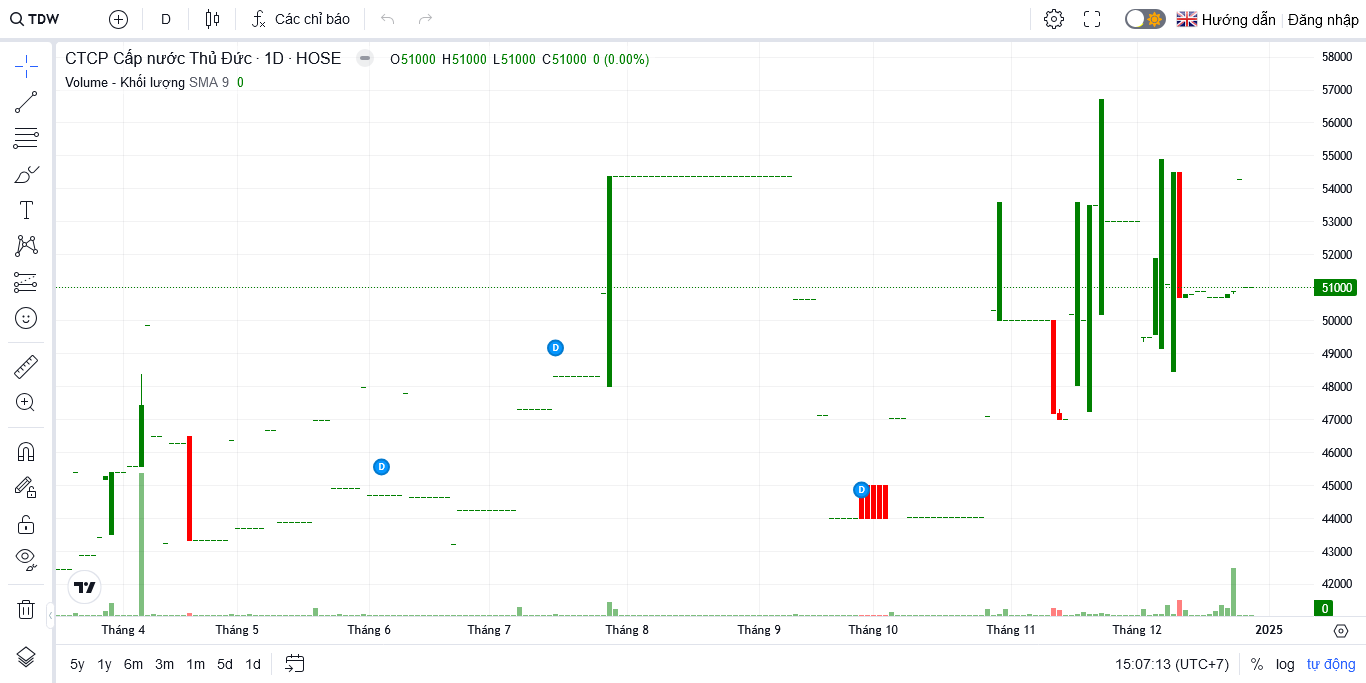 TDW D Các chỉ báo Hướng dẫn Đăng nhập
CTCP Cấp nước Thủ Đức · 1D · HOSE O51000 H51000 L51000 C51000 0 (0.00%)
Volume - Khối lượng SMA 9 0
58000
57000
56000
55000
54000
53000
52000
51000
50000
49000
48000
47000
46000
45000
44000
43000
42000
0
D
D
D
Tháng 4 Tháng 5 Tháng 6 Tháng 7 Tháng 8 Tháng 9 Tháng 10 Tháng 11 Tháng 12 2025
5y 1y 6m 3m 1m 5d 1d 15:07:13 (UTC+7) % log tự động